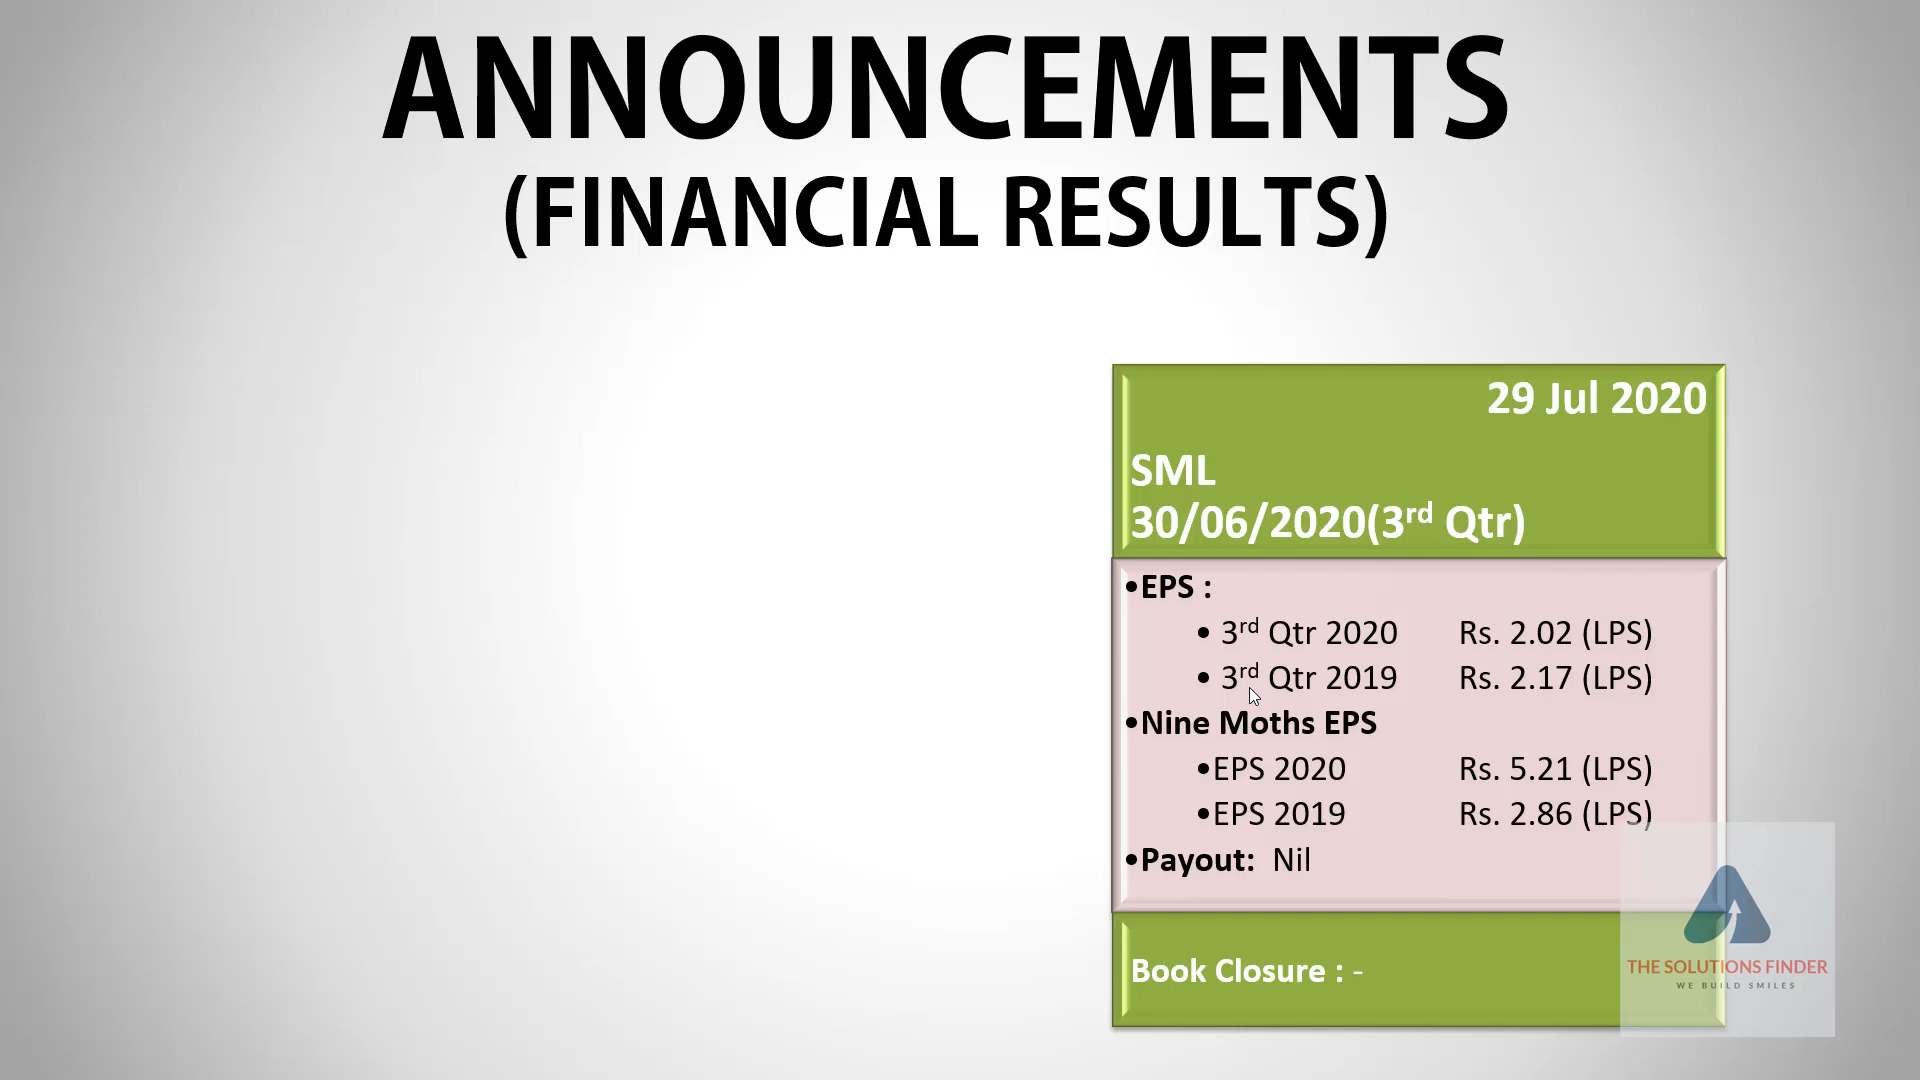 ANNOUNCEMENTS
(FINANCIAL RESULTS)
29 Jul 2020
SML
30/06/2020(3rd Qtr)
•EPS :
• 3rd Qtr 2020 Rs. 2.02 (LPS)
• 3rd Qtr 2019 Rs. 2.17 (LPS)
•Nine Moths EPS
•EPS 2020 Rs. 5.21 (LPS)
•EPS 2019 Rs. 2.86 (LPS)
•Payout: Nil
Book Closure : -
THE SOLUTIONS FINDER
WE BUILD SMILES